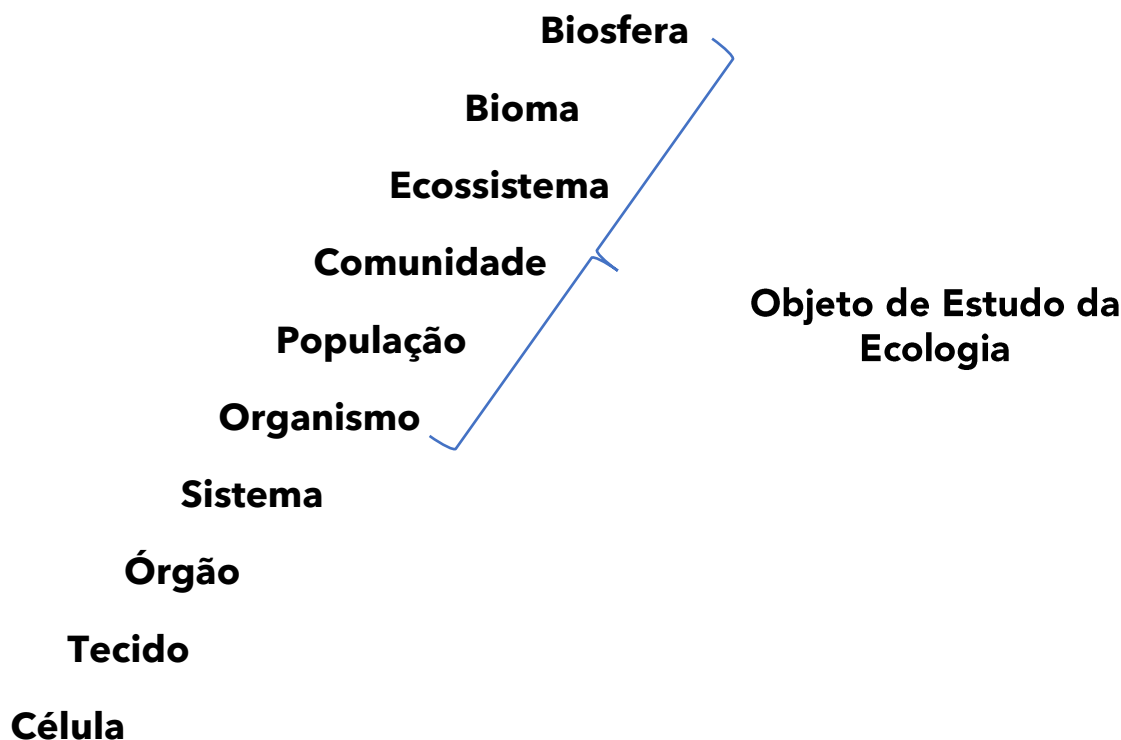 Biosfera
Bioma
Ecossistema
Comunidade
Objeto de Estudo da
Ecologia
População
Organismo
Sistema
Órgão
Tecido
Célula